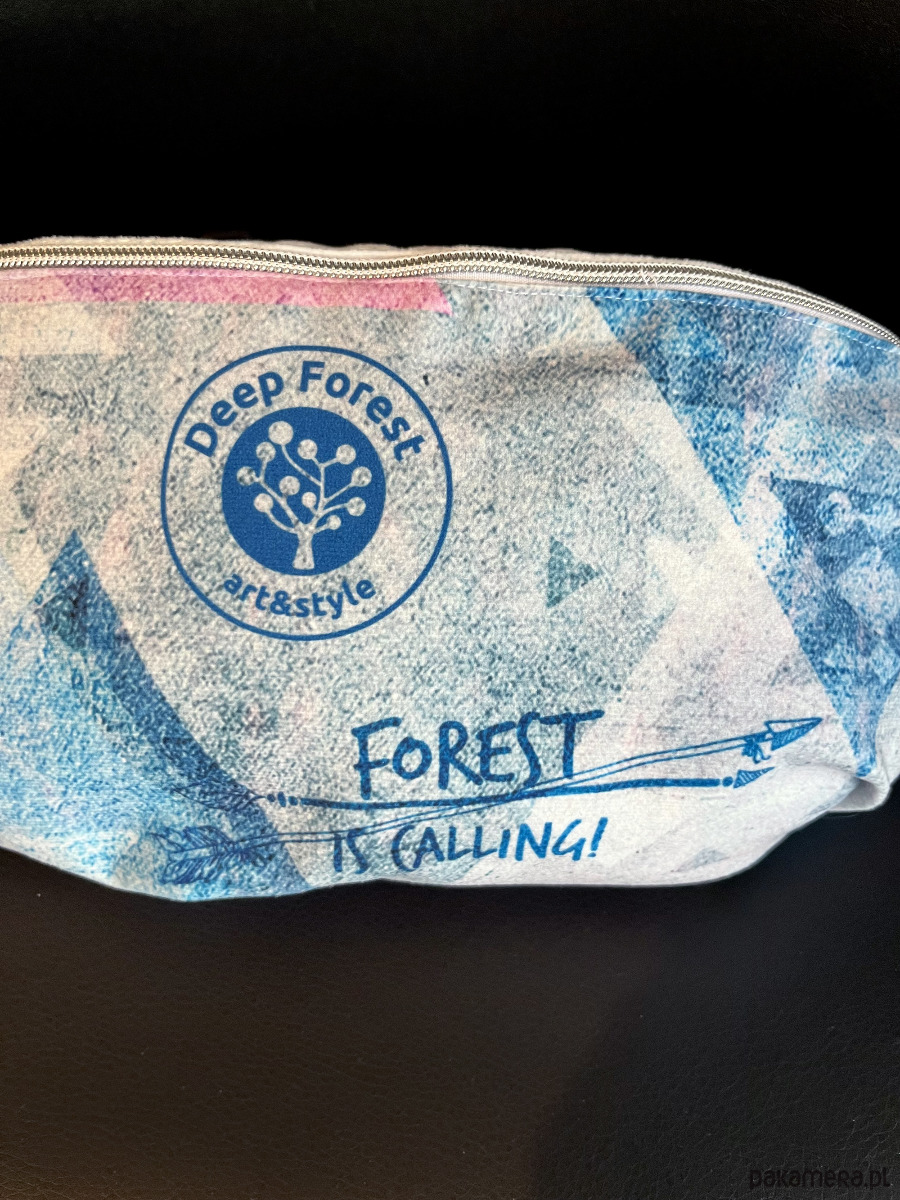 Deep Forest
art&style
FOREST
IS CALLING!
pakamera.pl